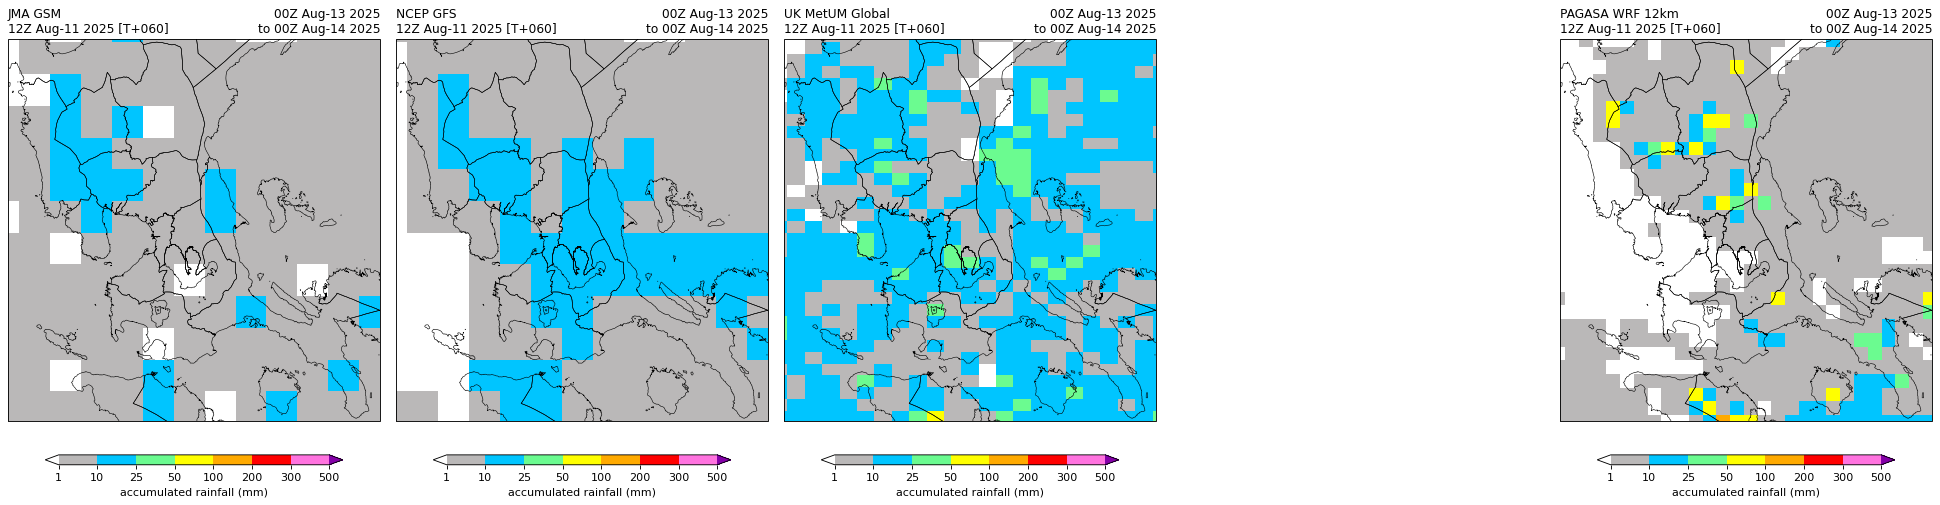 JMA GSM 00Z Aug-13 2025
12Z Aug-11 2025 [T+060] to 00Z Aug-14 2025
1 10 25 50 100 200 300 500
accumulated rainfall (mm)
NCEP GFS 00Z Aug-13 2025
12Z Aug-11 2025 [T+060] to 00Z Aug-14 2025
1 10 25 50 100 200 300 500
accumulated rainfall (mm)
UK MetUM Global 00Z Aug-13 2025
12Z Aug-11 2025 [T+060] to 00Z Aug-14 2025
1 10 25 50 100 200 300 500
accumulated rainfall (mm)
PAGASA WRF 12km 00Z Aug-13 2025
12Z Aug-11 2025 [T+060] to 00Z Aug-14 2025
1 10 25 50 100 200 300 500
accumulated rainfall (mm)